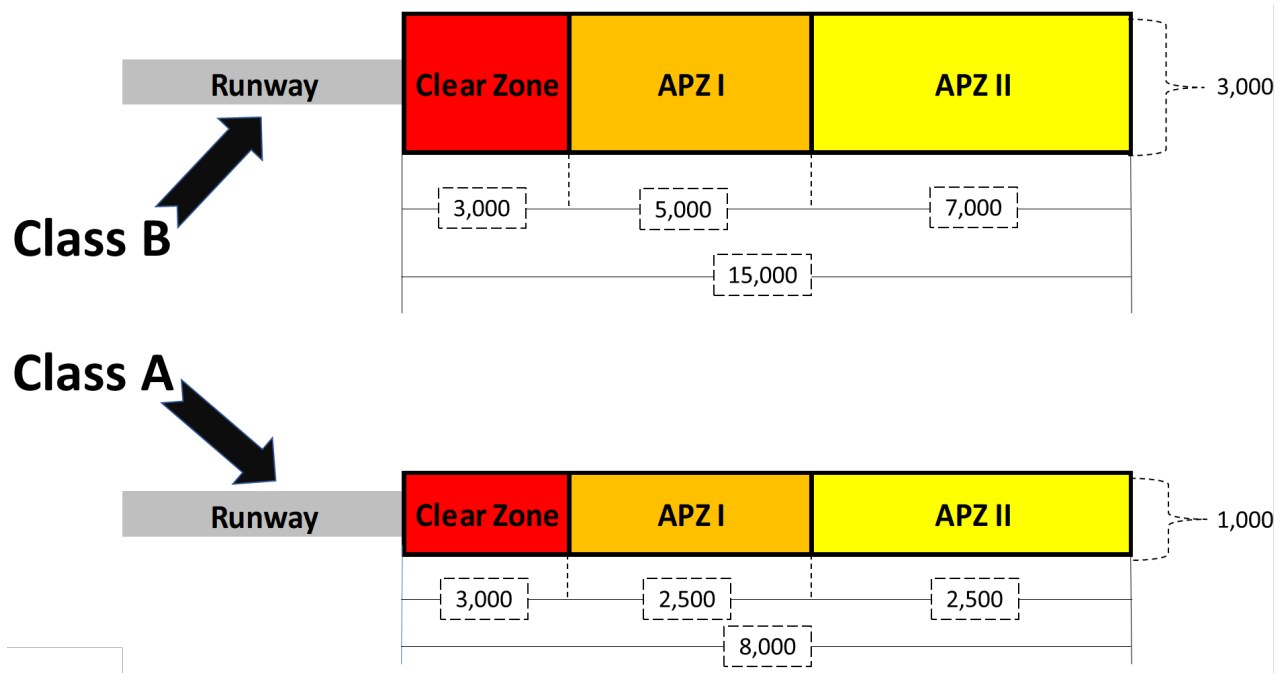 Runway
Clear Zone
APZ I
APZ II
3,000
3,000
5,000
7,000
Class B
15,000
Class A
Runway
Clear Zone
APZ I
APZ II
1,000
3,000
2,500
2,500
8,000